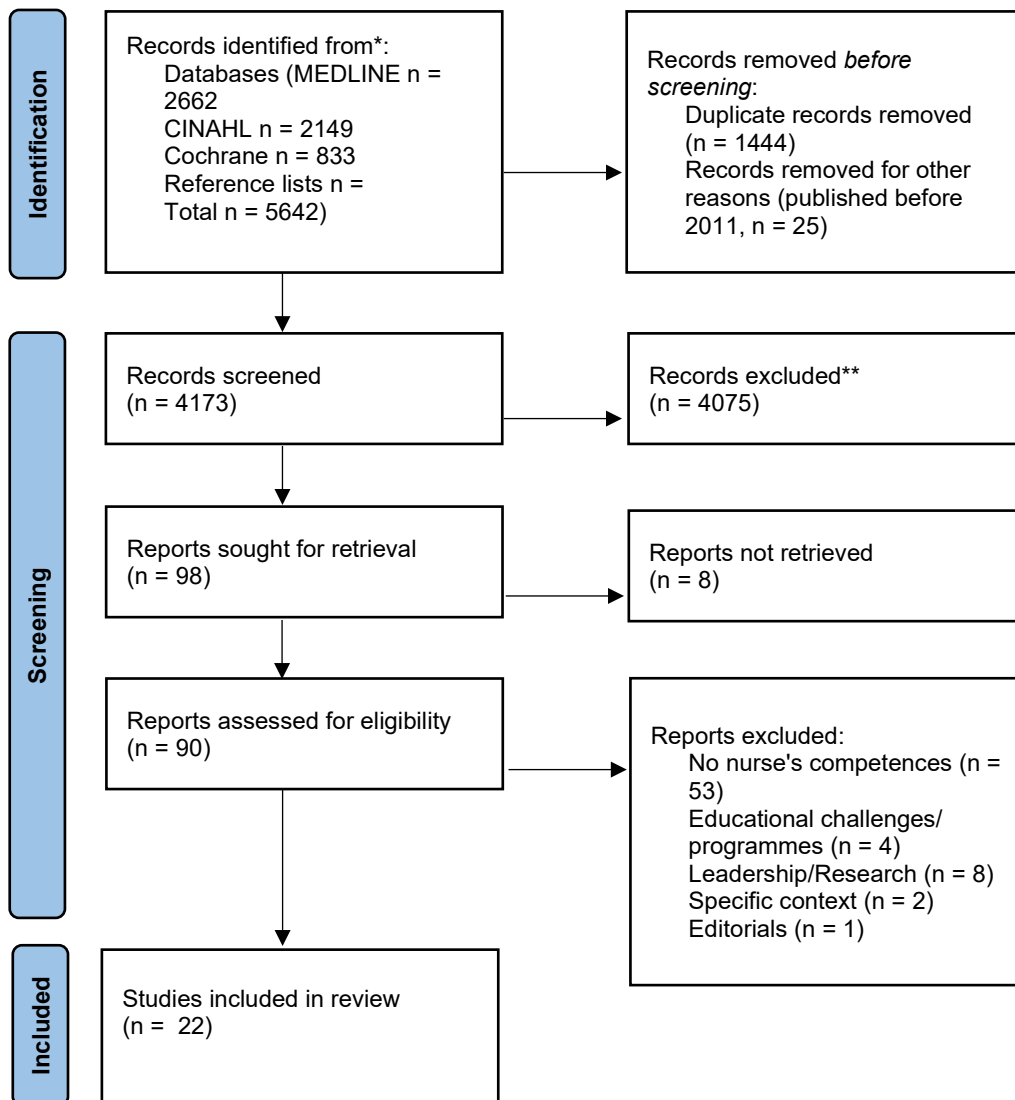 Identification
Records identified from*:
Databases (MEDLINE n =
2662
CINAHL n = 2149
Cochrane n = 833
Reference lists n =
Total n = 5642)
Records removed before
screening:
Duplicate records removed
(n = 1444)
Records removed for other
reasons (published before
2011, n = 25)
Screening
Records screened
(n = 4173)
Records excluded**
(n = 4075)
Reports sought for retrieval
(n = 98)
Reports not retrieved
(n = 8)
Reports assessed for eligibility
(n = 90)
Reports excluded:
No nurse's competences (n =
53)
Educational challenges/
programmes (n = 4)
Leadership/Research (n = 8)
Specific context (n = 2)
Editorials (n = 1)
Included
Studies included in review
(n = 22)